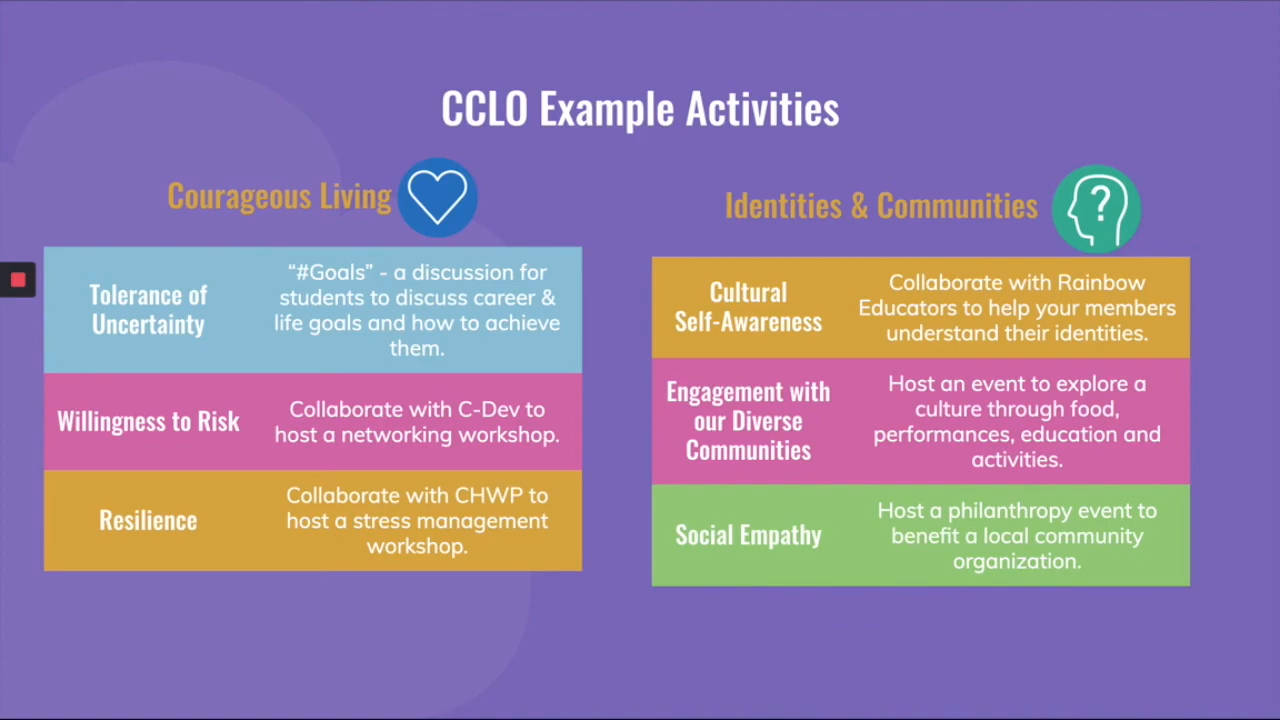 CCLO Example Activities
Courageous Living
Tolerance of
Uncertainty
“#Goals” - a discussion for
students to discuss career &
life goals and how to achieve
them.
Willingness to Risk
Collaborate with C-Dev to
host a networking workshop.
Resilience
Collaborate with CHWP to
host a stress management
workshop.
Identities & Communities
?
Cultural
Self-Awareness
Collaborate with Rainbow
Educators to help your members
understand their identities.
Engagement with
our Diverse
Communities
Host an event to explore a
culture through food,
performances, education and
activities.
Social Empathy
Host a philanthropy event to
benefit a local community
organization.